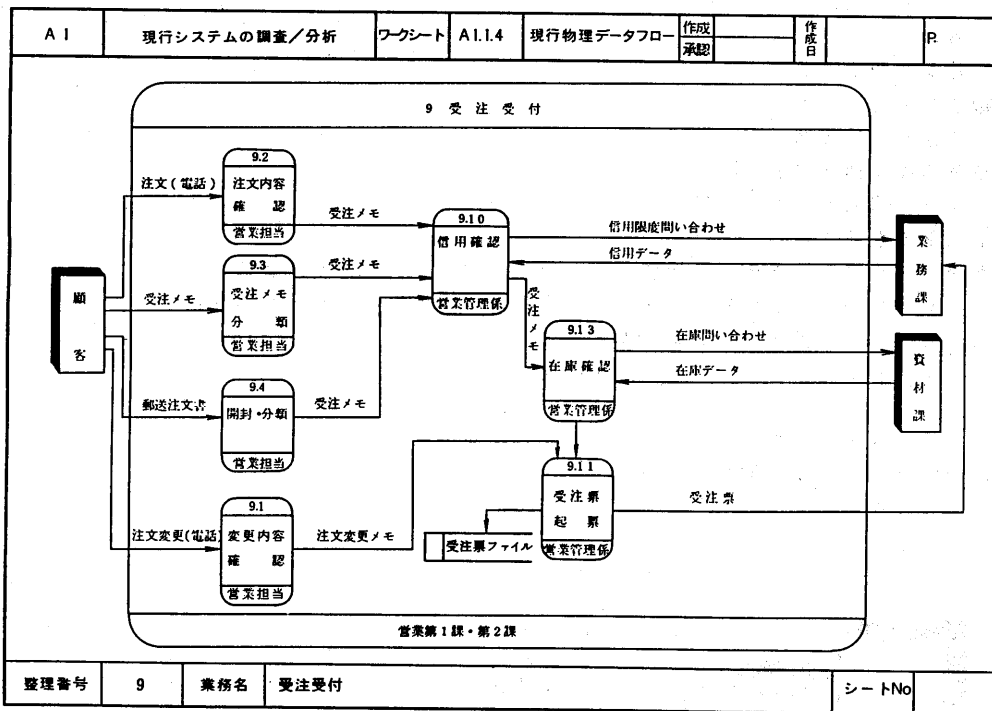 A1 現行システムの調査／分析 ワークシート A1.1.4 現行物理データフロー 作成 承認 作成日 P.
9 受注受付
9.2
注文内容
確認
営業担当
注文(電話)
受注メモ
9.3
受注メモ
分類
営業担当
受注メモ
受注メモ
9.4
開封・分類
営業担当
郵送注文書
受注メモ
9.1
変更内容
確認
営業担当
注文変更(電話)
注文変更メモ
顧客
9.10
信用確認
営業管理係
信用限度問い合わせ
信用データ
業務課
受注メモ
9.13
在庫確認
営業管理係
在庫問い合わせ
在庫データ
資材課
9.11
受注票
起票
営業管理係
受注票
受注票ファイル
営業第1課・第2課
整理番号 9 業務名 受注受付 シートNo